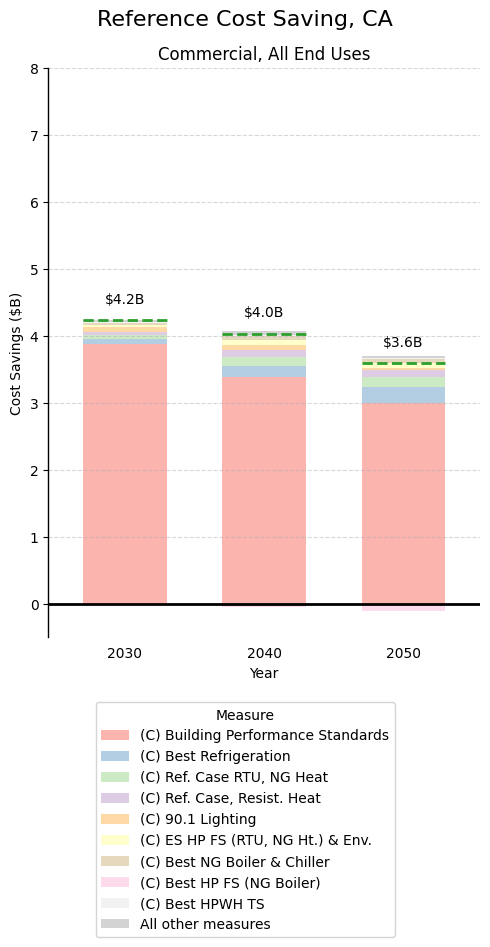 Reference Cost Saving, CA
Commercial, All End Uses
8
7
6
5
4
3
2
1
0
Cost Savings ($B)
$4.2B
$4.0B
$3.6B
2030
2040
2050
Year
Measure
(C) Building Performance Standards
(C) Best Refrigeration
(C) Ref. Case RTU, NG Heat
(C) Ref. Case, Resist. Heat
(C) 90.1 Lighting
(C) ES HP FS (RTU, NG Ht.) & Env.
(C) Best NG Boiler & Chiller
(C) Best HP FS (NG Boiler)
(C) Best HPWH TS
All other measures